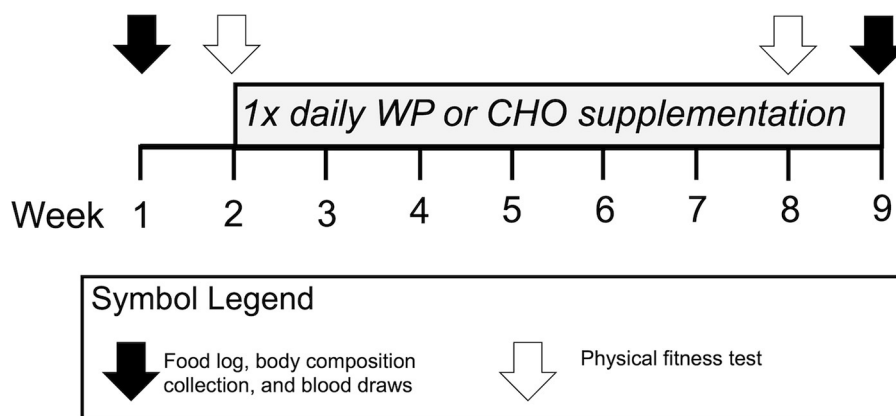 1x daily WP or CHO supplementation
Week 1 2 3 4 5 6 7 8 9
Symbol Legend
Food log, body composition
collection, and blood draws
Physical fitness test